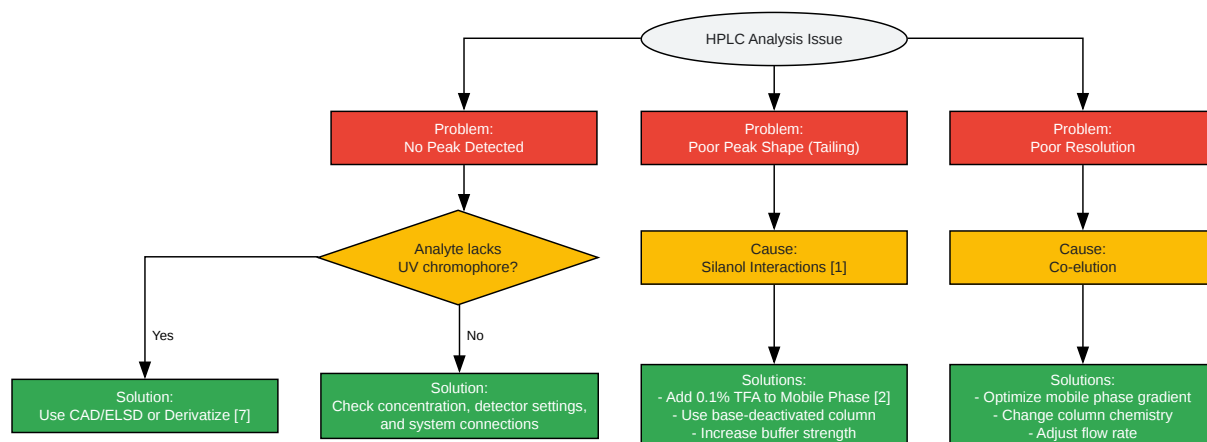 HPLC Analysis Issue
Problem:
No Peak Detected
Problem:
Poor Peak Shape (Tailing)
Problem:
Poor Resolution
Analyte lacks
UV chromophore?
Cause:
Silanol Interactions [1]
Cause:
Co-elution
Yes
No
Solution:
Use CAD/ELSD or Derivatize [7]
Solution:
Check concentration, detector settings,
and system connections
Solutions:
- Add 0.1% TFA to Mobile Phase [2]
- Use base-deactivated column
- Increase buffer strength
Solutions:
- Optimize mobile phase gradient
- Change column chemistry
- Adjust flow rate